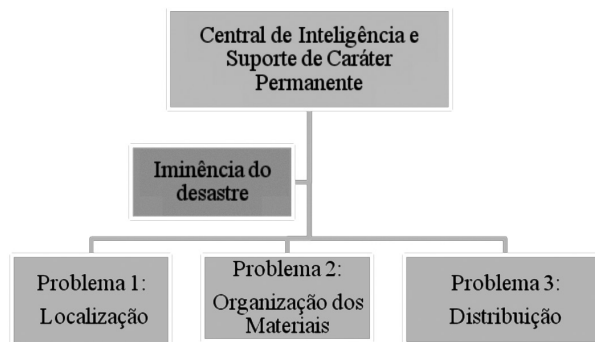 Central de Inteligência e
Suporte de Caráter
Permanente
Iminência do
desastre
Problema 1:
Localização
Problema 2:
Organização dos
Materiais
Problema 3:
Distribuição